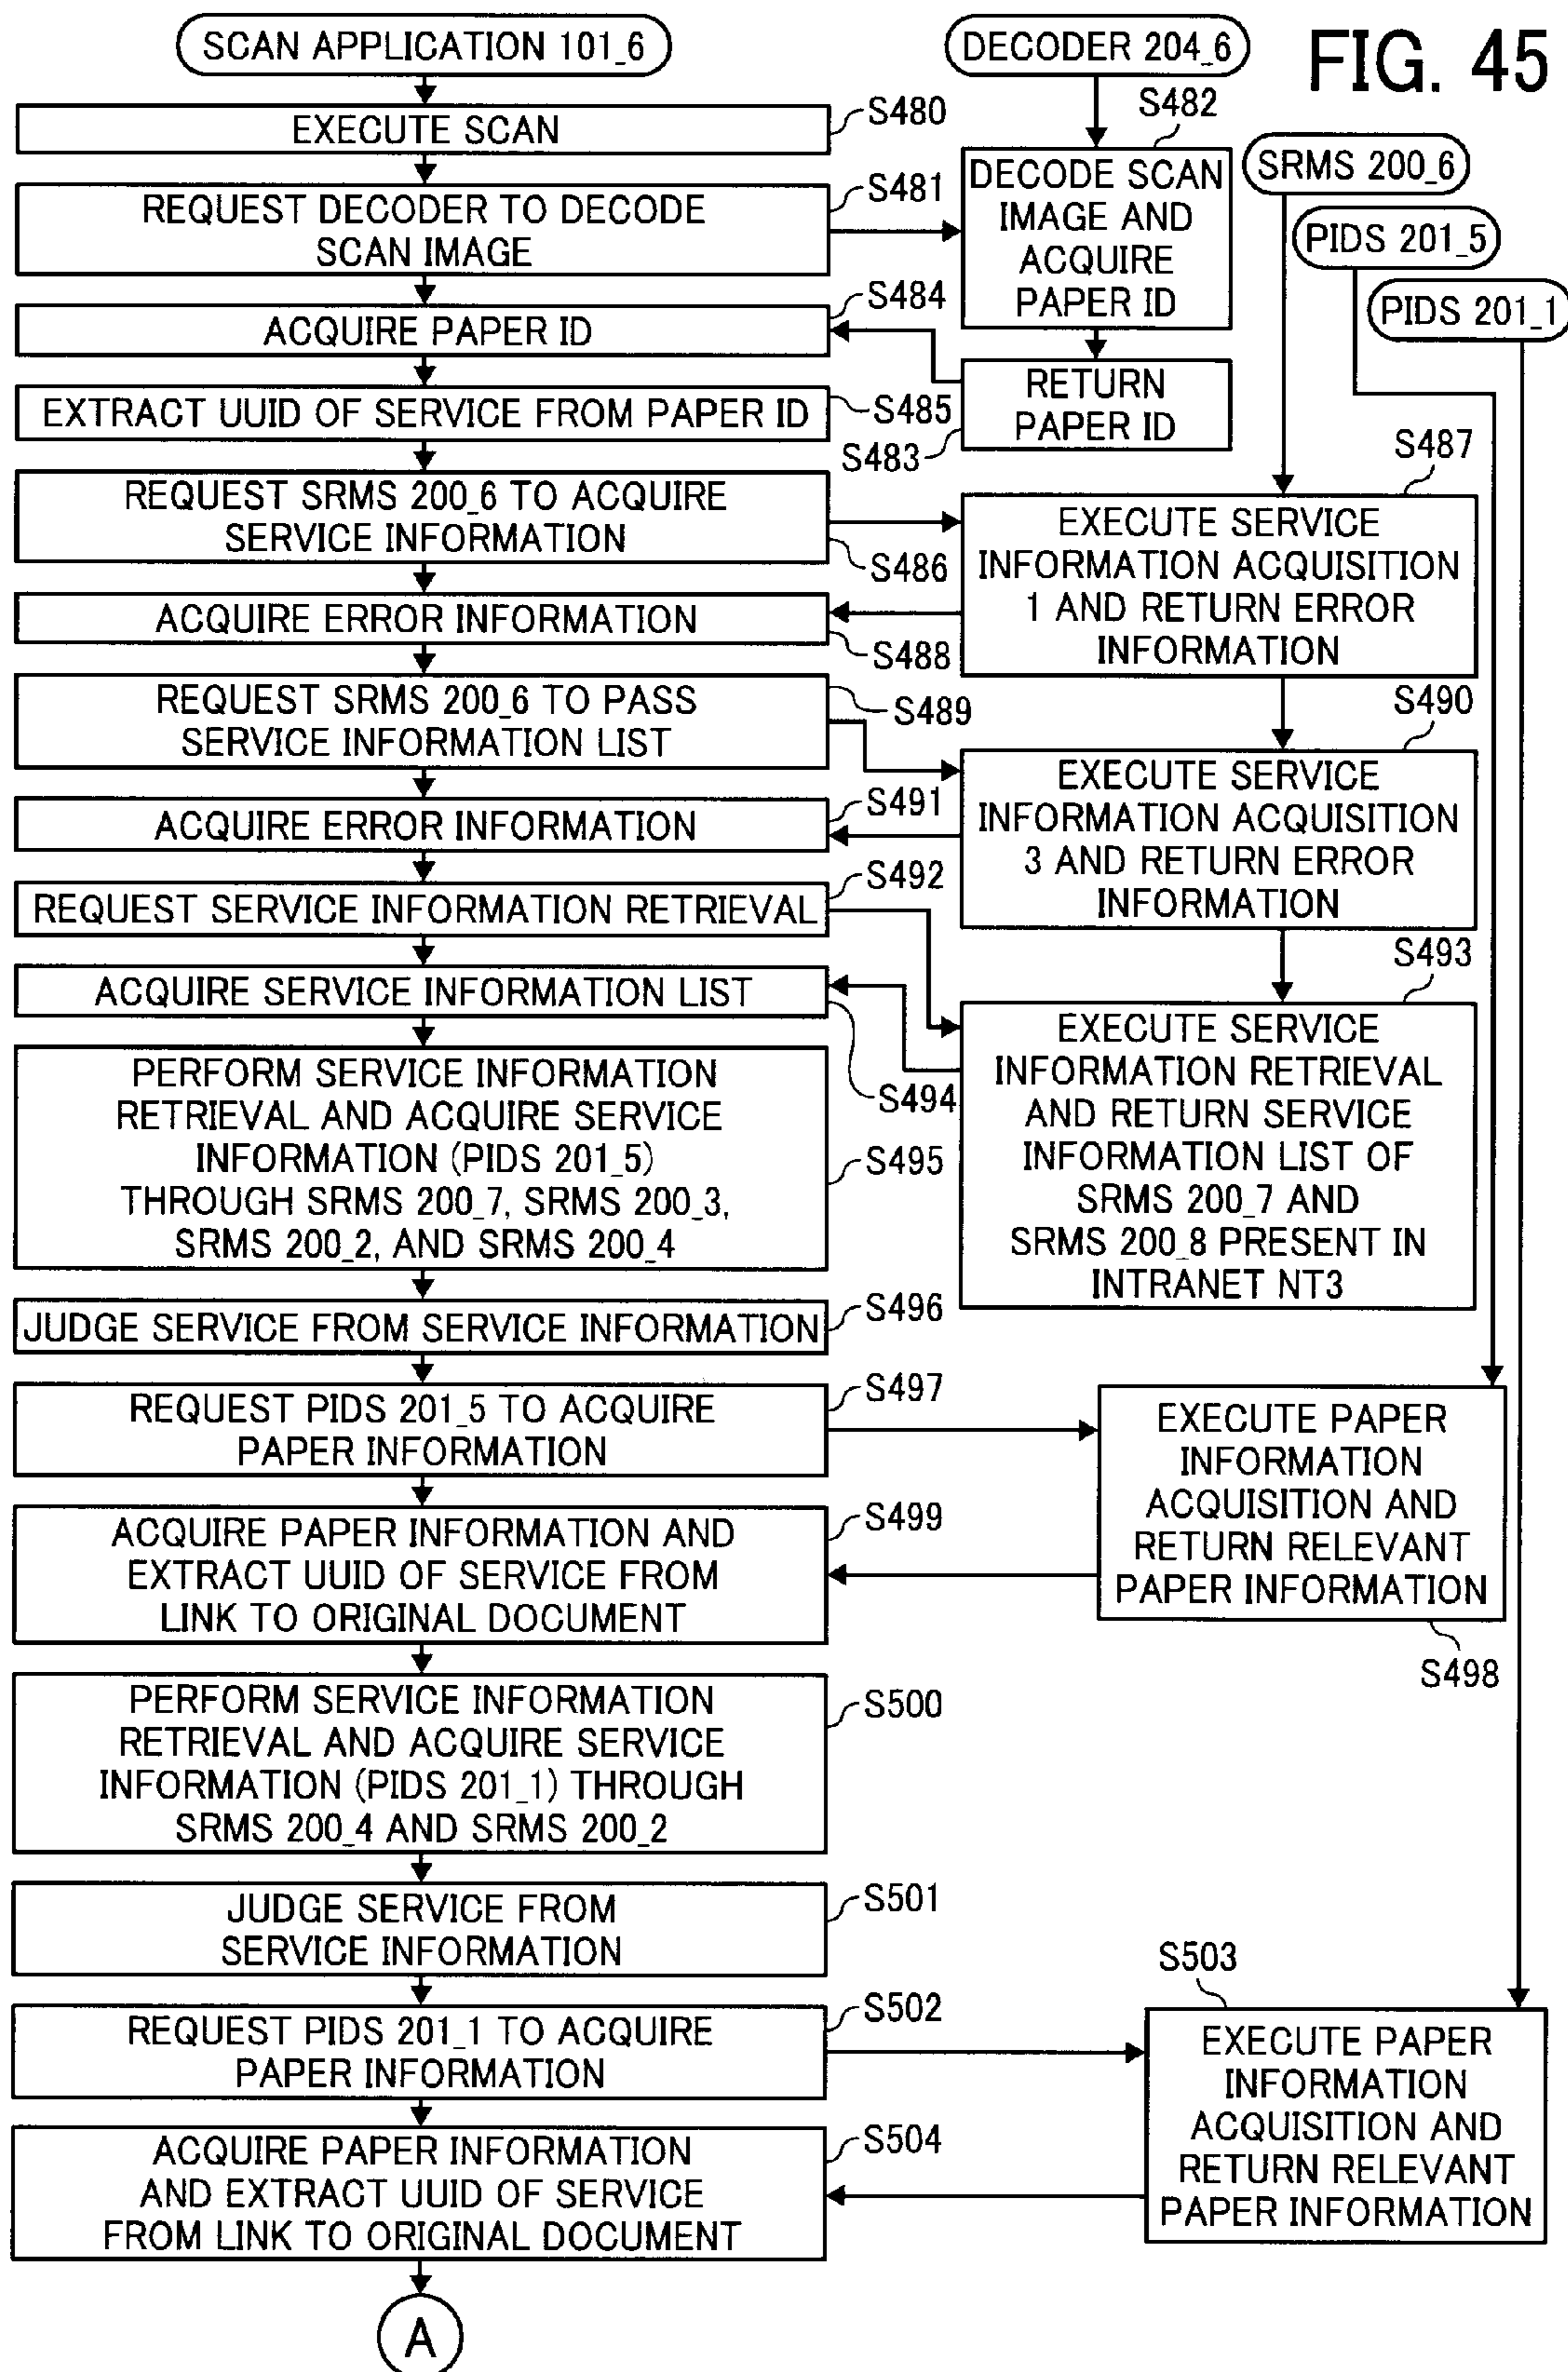 FIG. 45
SCAN APPLICATION 101_6
DECODER 204_6
SRMS 200_6
PIDS 201_5
PIDS 201_1
EXECUTE SCAN
S480
REQUEST DECODER TO DECODE
SCAN IMAGE
S481
S482
DECODE SCAN
IMAGE AND
ACQUIRE
PAPER ID
RETURN
PAPER ID
S483
ACQUIRE PAPER ID
S484
EXTRACT UUID OF SERVICE FROM PAPER ID
S485
REQUEST SRMS 200_6 TO ACQUIRE
SERVICE INFORMATION
S486
S487
EXECUTE SERVICE
INFORMATION ACQUISITION
1 AND RETURN ERROR
INFORMATION
ACQUIRE ERROR INFORMATION
S488
REQUEST SRMS 200_6 TO PASS
SERVICE INFORMATION LIST
S489
S490
EXECUTE SERVICE
INFORMATION ACQUISITION
3 AND RETURN ERROR
INFORMATION
ACQUIRE ERROR INFORMATION
S491
REQUEST SERVICE INFORMATION RETRIEVAL
S492
S493
EXECUTE SERVICE
INFORMATION RETRIEVAL
AND RETURN SERVICE
INFORMATION LIST OF
SRMS 200_7 AND
SRMS 200_8 PRESENT IN
INTRANET NT3
ACQUIRE SERVICE INFORMATION LIST
S494
PERFORM SERVICE INFORMATION
RETRIEVAL AND ACQUIRE SERVICE
INFORMATION (PIDS 201_5)
THROUGH SRMS 200_7, SRMS 200_3,
SRMS 200_2, AND SRMS 200_4
S495
JUDGE SERVICE FROM SERVICE INFORMATION
S496
REQUEST PIDS 201_5 TO ACQUIRE
PAPER INFORMATION
S497
EXECUTE PAPER
INFORMATION
ACQUISITION AND
RETURN RELEVANT
PAPER INFORMATION
S498
ACQUIRE PAPER INFORMATION AND
EXTRACT UUID OF SERVICE FROM
LINK TO ORIGINAL DOCUMENT
S499
PERFORM SERVICE INFORMATION
RETRIEVAL AND ACQUIRE SERVICE
INFORMATION (PIDS 201_1) THROUGH
SRMS 200_4 AND SRMS 200_2
S500
JUDGE SERVICE FROM
SERVICE INFORMATION
S501
REQUEST PIDS 201_1 TO ACQUIRE
PAPER INFORMATION
S502
S503
EXECUTE PAPER
INFORMATION
ACQUISITION AND
RETURN RELEVANT
PAPER INFORMATION
ACQUIRE PAPER INFORMATION
AND EXTRACT UUID OF SERVICE
FROM LINK TO ORIGINAL DOCUMENT
S504
A